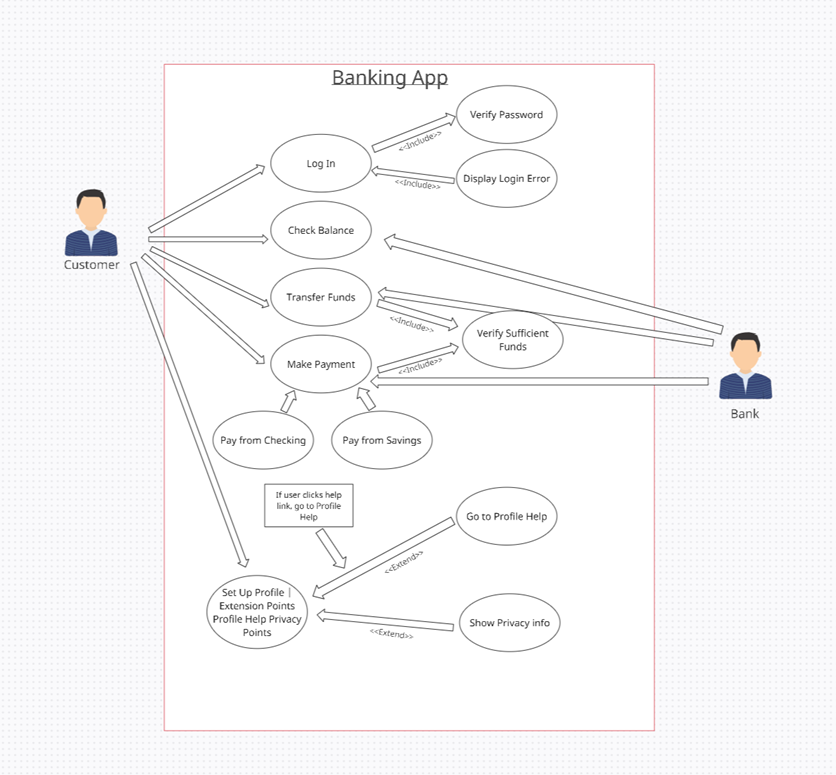 Banking App
Verify Password
<<Include>>
Log In
Display Login Error
<<Include>>
Customer
Check Balance
Transfer Funds
<<Include>>
Verify Sufficient
Funds
Make Payment
<<Include>>
Bank
Pay from Checking
Pay from Savings
If user clicks help
link, go to Profile
Help
Go to Profile Help
<<Extend>>
Set Up Profile |
Extension Points
Profile Help Privacy
Points
Show Privacy info
<<Extend>>